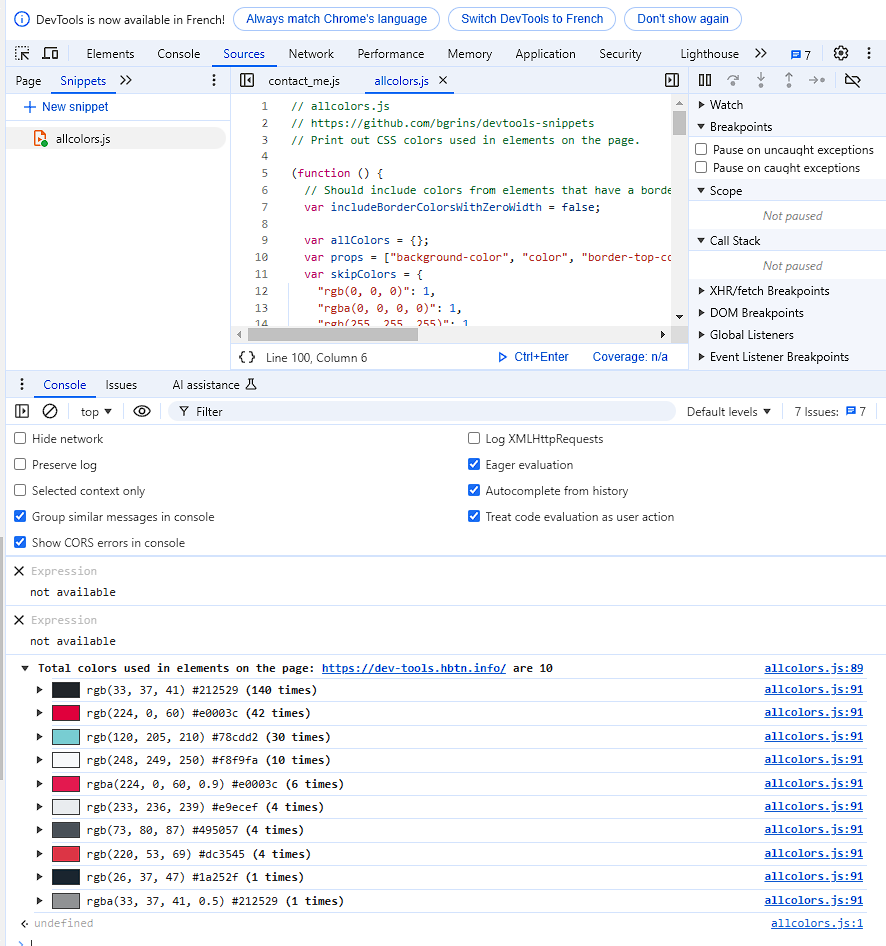 DevTools is now available in French! Always match Chrome's language Switch DevTools to French Don't show again
Elements Console Sources Network Performance Memory Application Security Lighthouse 7
Page Snippets
+ New snippet
allcolors.js
contact_me.js allcolors.js
1 // allcolors.js
2 // https://github.com/bgrins/devtools-snippets
3 // Print out CSS colors used in elements on the page.
4
5 (function () {
6 // Should include colors from elements that have a borde
7 var includeBorderColorsWithZeroWidth = false;
8
9 var allColors = {};
10 var props = ["background-color", "color", "border-top-co
11 var skipColors = {
12 "rgb(0, 0, 0)": 1,
13 "rgba(0, 0, 0, 0)": 1,
14 "rgb(255, 255, 255)": 1
{} Line 100, Column 6 Ctrl+Enter Coverage: n/a
Watch
Breakpoints
Pause on uncaught exceptions
Pause on caught exceptions
Scope
Not paused
Call Stack
Not paused
XHR/fetch Breakpoints
DOM Breakpoints
Global Listeners
Event Listener Breakpoints
Console Issues AI assistance
top Filter Default levels 7 Issues: 7
Hide network Log XMLHttpRequests
Preserve log Eager evaluation
Selected context only Autocomplete from history
Group similar messages in console Treat code evaluation as user action
Show CORS errors in console
Expression
not available
Expression
not available
Total colors used in elements on the page: https://dev-tools.hbtn.info/ are 10 allcolors.js:89
rgb(33, 37, 41) #212529 (140 times) allcolors.js:91
rgb(224, 0, 60) #e0003c (42 times) allcolors.js:91
rgb(120, 205, 210) #78cdd2 (30 times) allcolors.js:91
rgb(248, 249, 250) #f8f9fa (10 times) allcolors.js:91
rgba(224, 0, 60, 0.9) #e0003c (6 times) allcolors.js:91
rgb(233, 236, 239) #e9ecef (4 times) allcolors.js:91
rgb(73, 80, 87) #495057 (4 times) allcolors.js:91
rgb(220, 53, 69) #dc3545 (4 times) allcolors.js:91
rgb(26, 37, 47) #1a252f (1 times) allcolors.js:91
rgba(33, 37, 41, 0.5) #212529 (1 times) allcolors.js:91
undefined allcolors.js:1